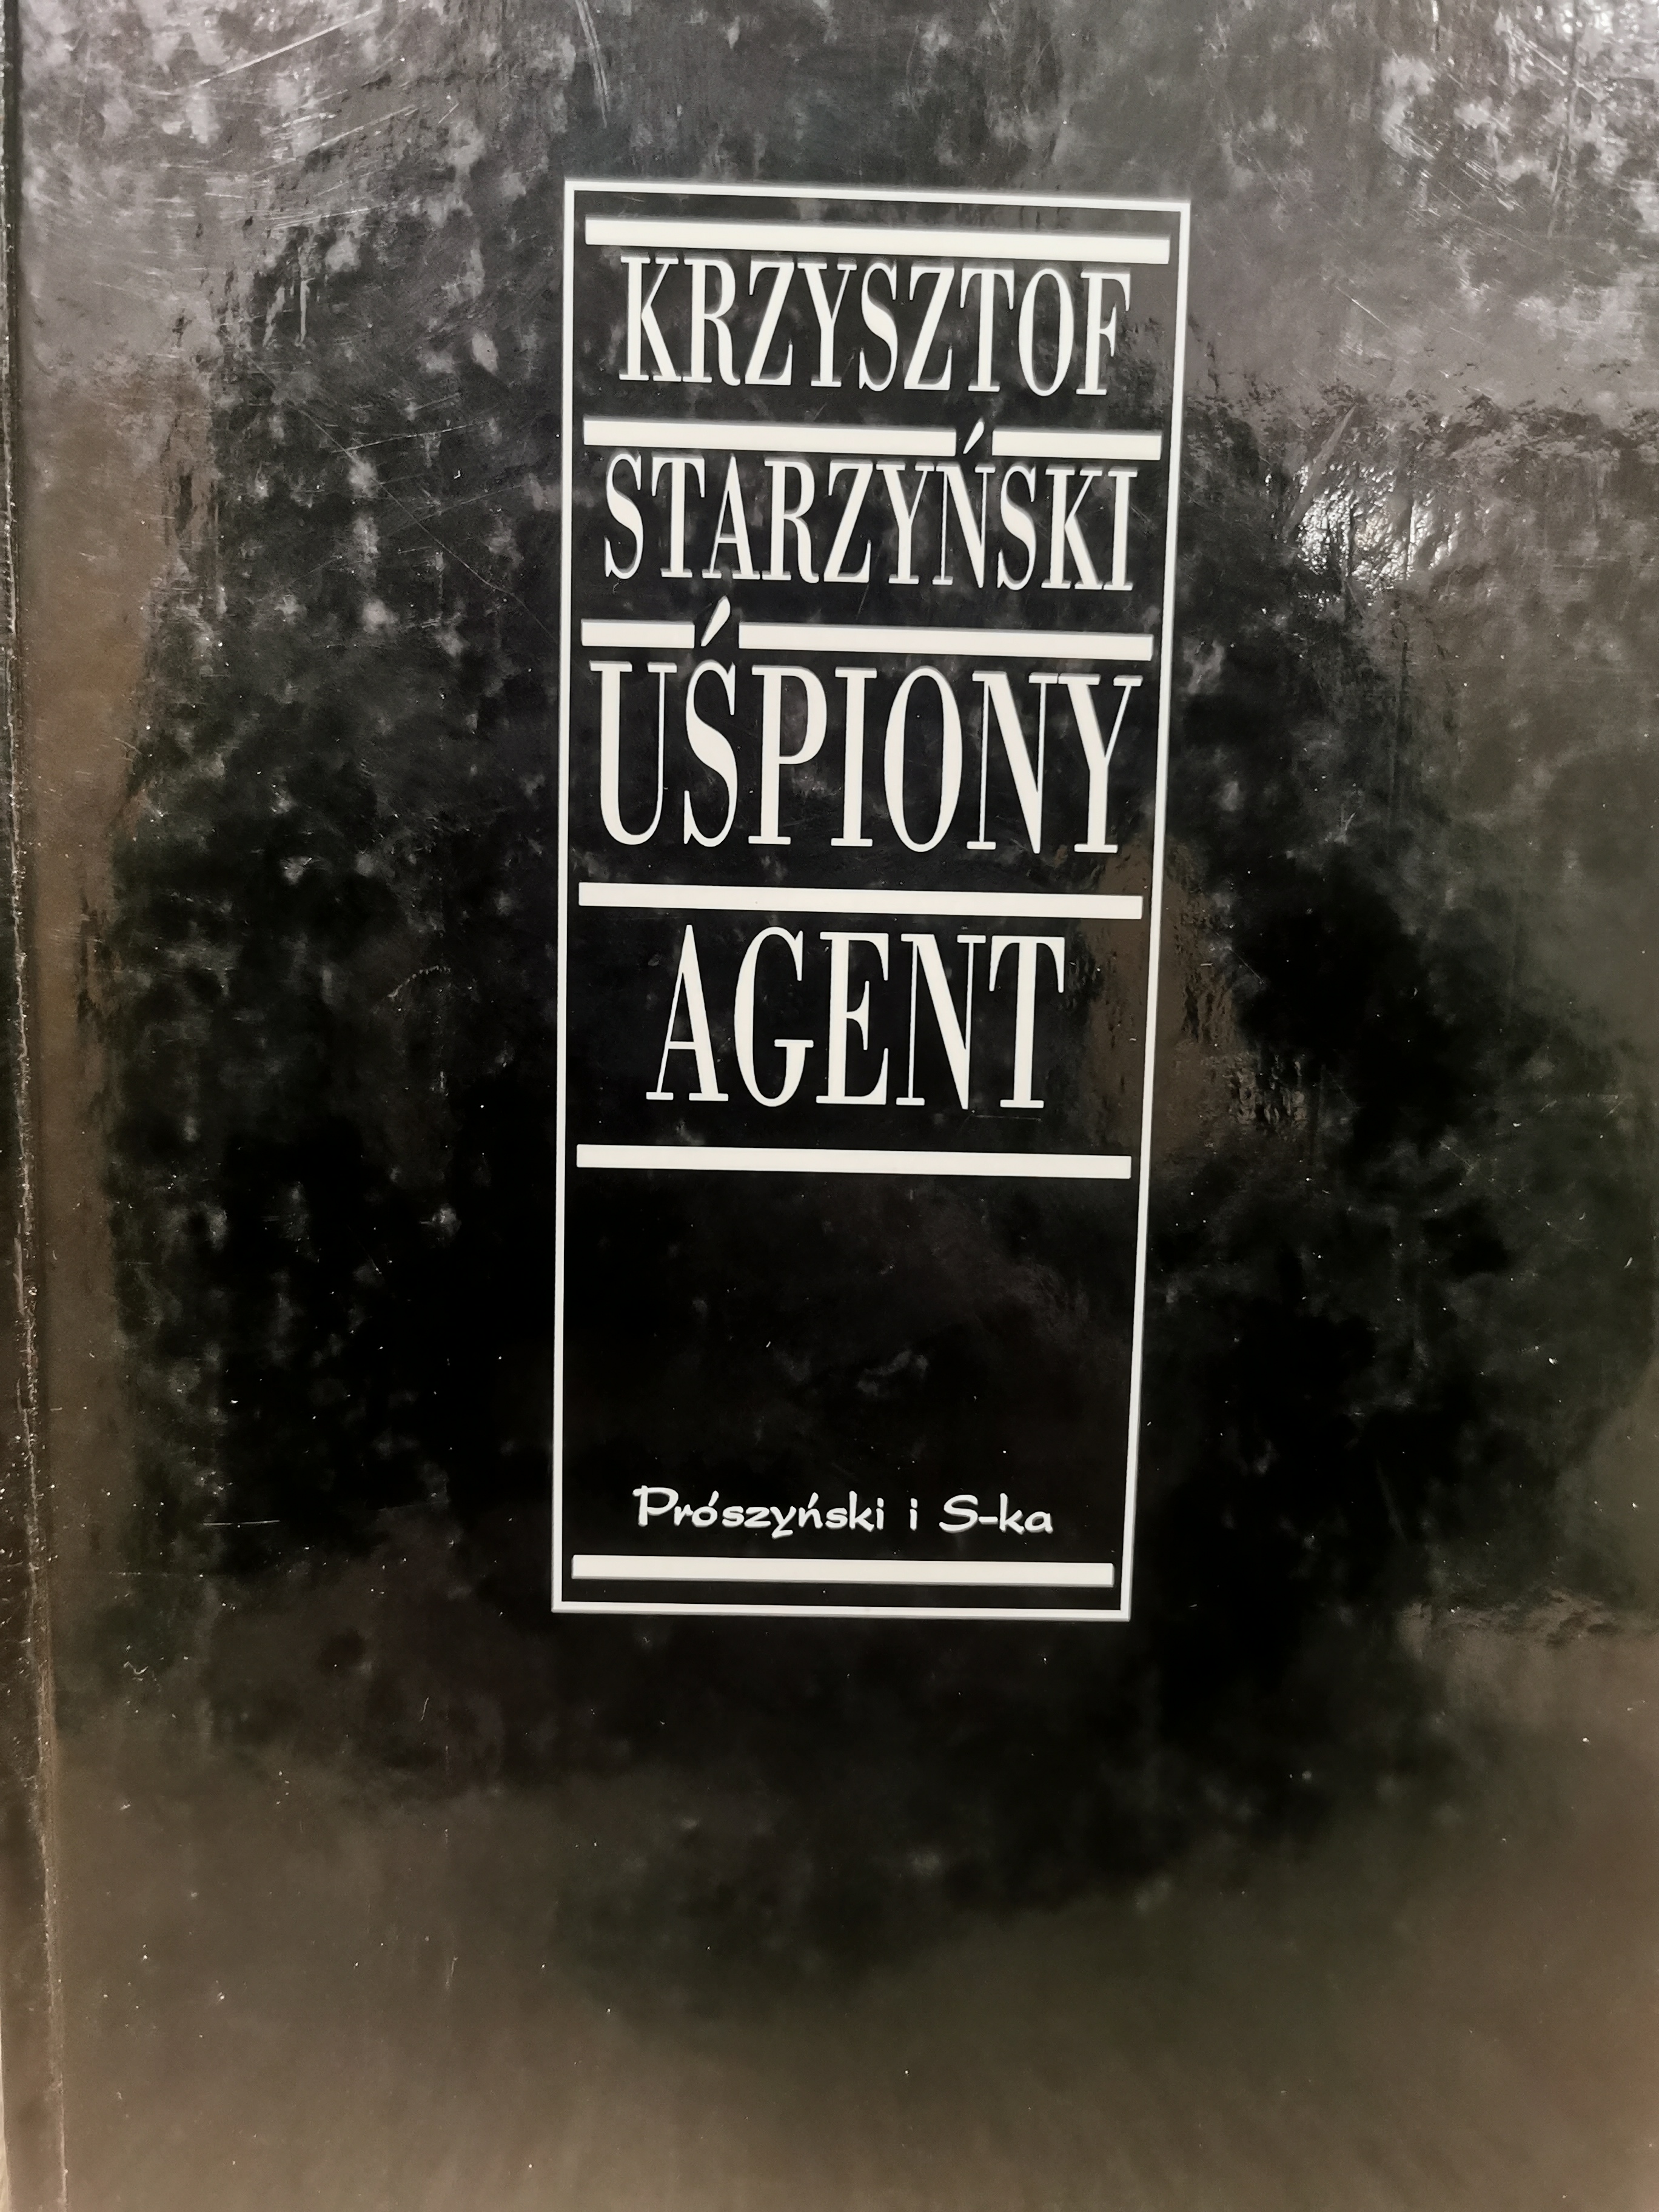 KRZYSZTOF
STARZYŃSKI
UŚPIONY
AGENT
Prószyński i S-ka